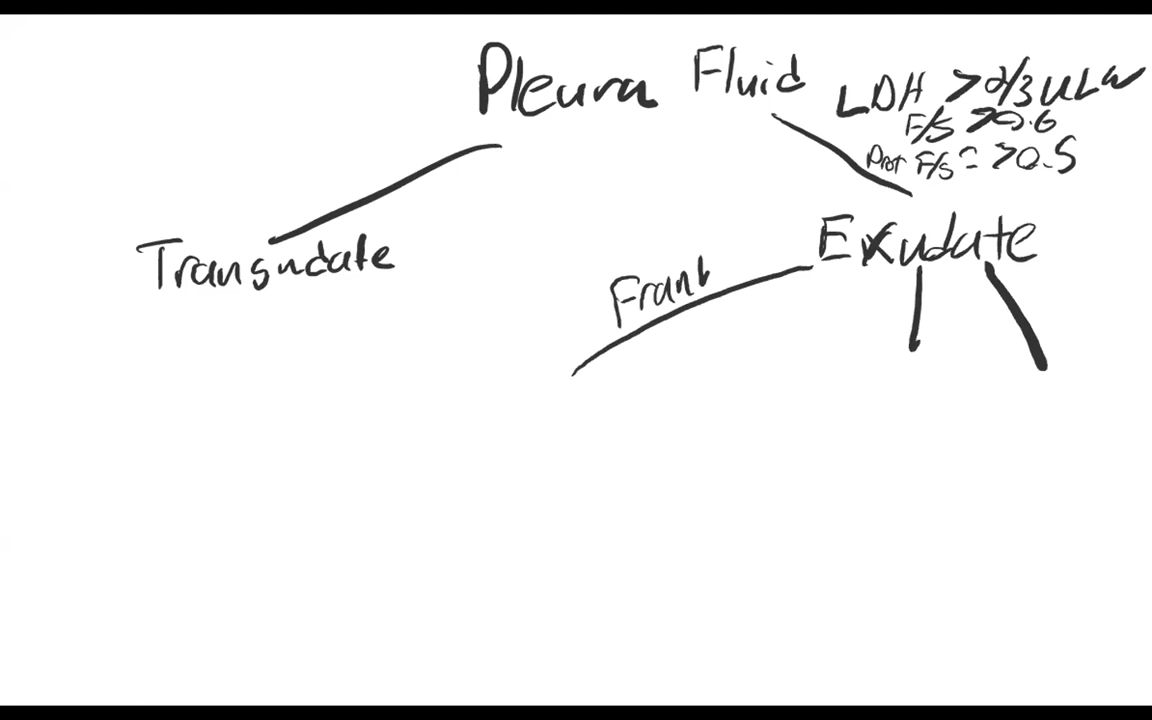 Pleura Fluid
LDH > 2/3 ULN
F/S >0.6
Prot F/S = >0.5
Transudate
Exudate
Frank